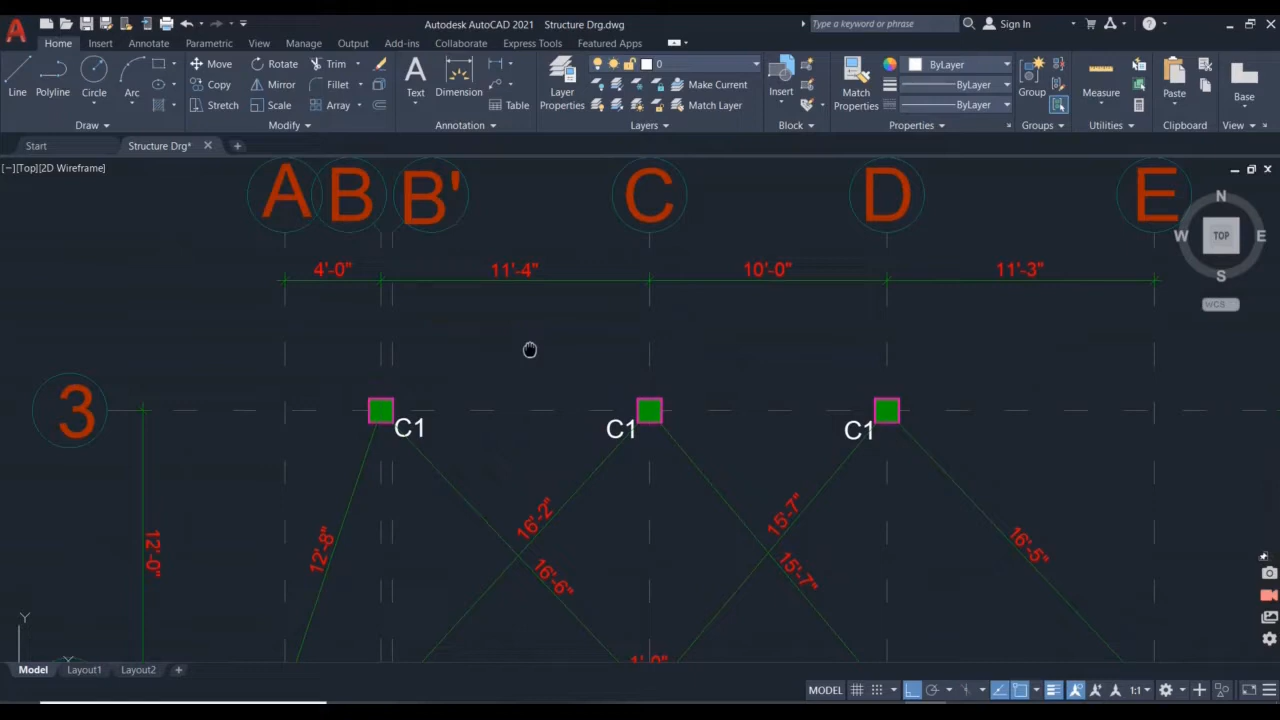 Autodesk AutoCAD 2021 Structure Drg.dwg
Type a keyword or phrase
Sign In
Home Insert Annotate Parametric View Manage Output Add-ins Collaborate Express Tools Featured Apps
Line
Polyline
Circle
Arc
Move
Rotate
Trim
Copy
Mirror
Fillet
Stretch
Scale
Array
Text
Dimension
Table
Layer
Properties
0
Make Current
Match Layer
Insert
Match
Properties
ByLayer
ByLayer
ByLayer
Group
Measure
Paste
Base
Draw
Modify
Annotation
Layers
Block
Properties
Groups
Utilities
Clipboard
View
Start
Structure Drg*
[−][Top][2D Wireframe]
A B B' C D E
N
W TOP E
S
WCS
4'-0" 11'-4" 10'-0" 11'-3"
3
C1 C1 C1
12'-0"
12'-8"
16'-2"
16'-6"
15'-7"
15'-7"
16'-5"
1'-0"
Y
X
Model Layout1 Layout2
MODEL
1:1